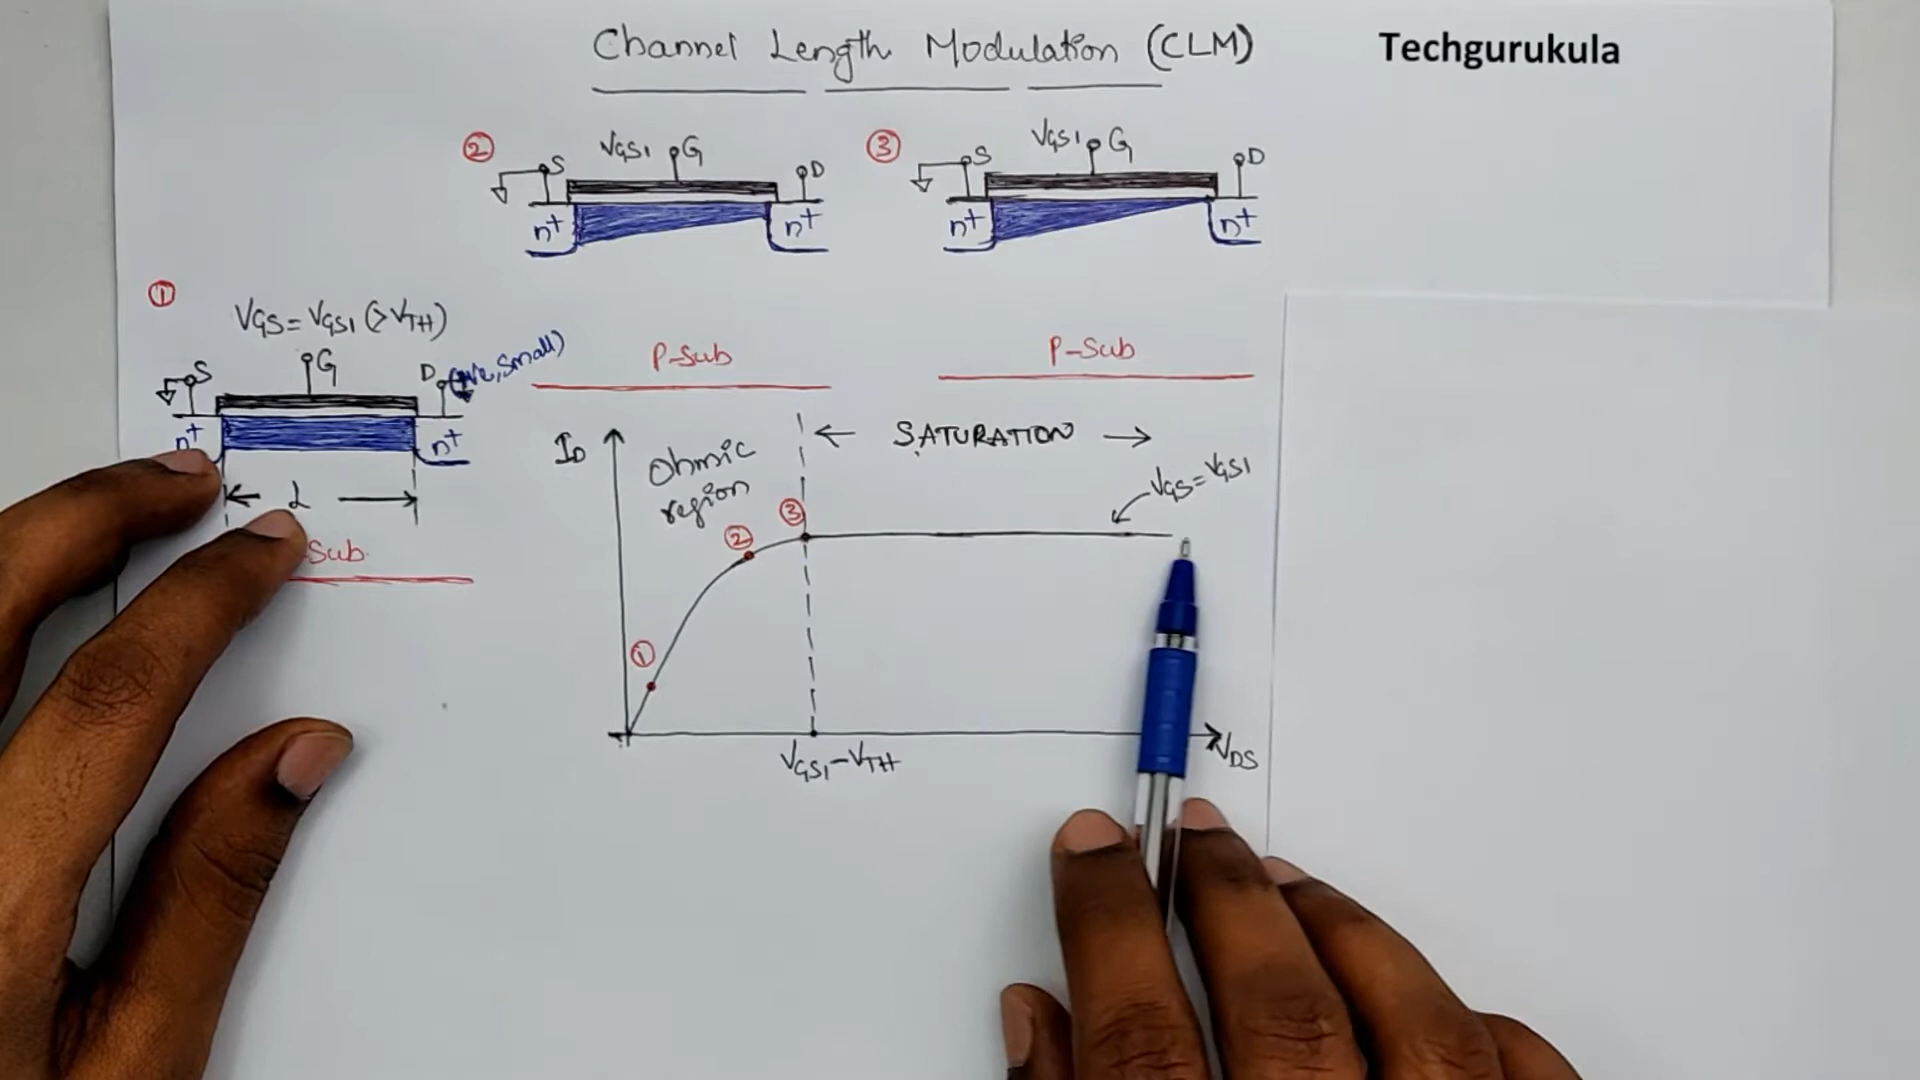 Channel Length Modulation (CLM)
Techgurukula
②
VGS1
G
S
D
n+
n+
P-Sub
③
VGS1
G
S
D
n+
n+
P-Sub
①
VGS = VGS1 (>VTH)
S
G
D
(+ve, small)
n+
n+
L
Sub
ID
Ohmic
region
← SATURATION →
VGS = VGS1
①
②
③
VGS1 - VTH
VDS